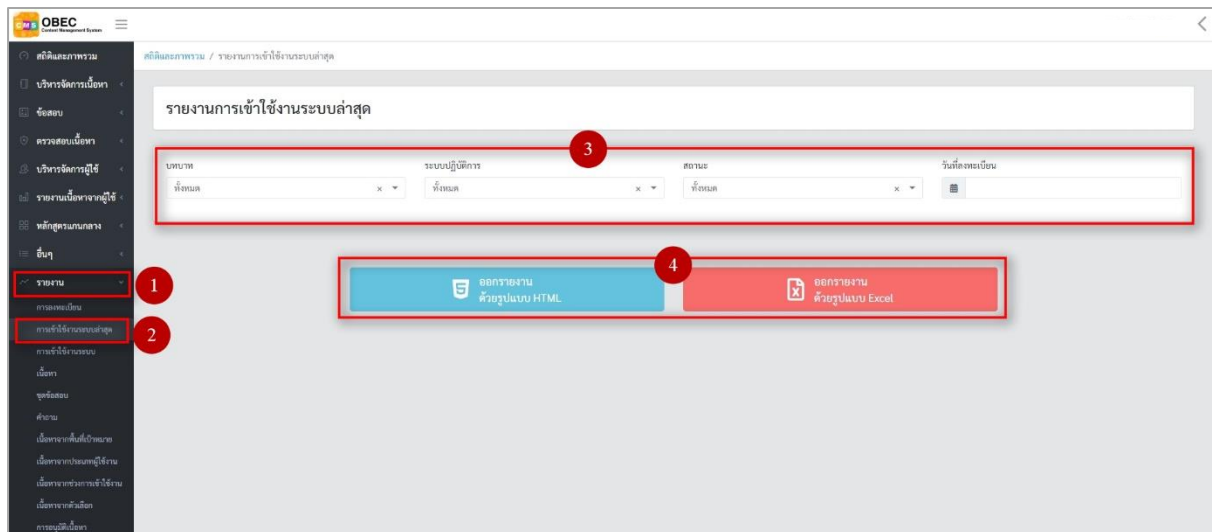 CMS OBEC
Content Management System
สถิติและภาพรวม
บริหารจัดการเนื้อหา
ข้อสอบ
ตรวจสอบเนื้อหา
บริหารจัดการผู้ใช้
รายงานเนื้อหาจากผู้ใช้
หลักสูตรแกนกลาง
อื่นๆ
รายงาน
1
การลงทะเบียน
การเข้าใช้งานระบบล่าสุด
2
การเข้าใช้งานระบบ
เนื้อหา
ชุดข้อสอบ
คำถาม
เนื้อหาจากพื้นที่เป้าหมาย
เนื้อหาจากประเภทผู้ใช้งาน
เนื้อหาจากช่วงการเข้าใช้งาน
เนื้อหาจากตัวเลือก
การอนุมัติเนื้อหา
สถิติและภาพรวม / รายงานการเข้าใช้งานระบบล่าสุด
รายงานการเข้าใช้งานระบบล่าสุด
3
บทบาท ระบบปฏิบัติการ สถานะ วันที่ลงทะเบียน
ทั้งหมด × ทั้งหมด × ทั้งหมด ×
4
ออกรายงาน
ด้วยรูปแบบ HTML
ออกรายงาน
ด้วยรูปแบบ Excel